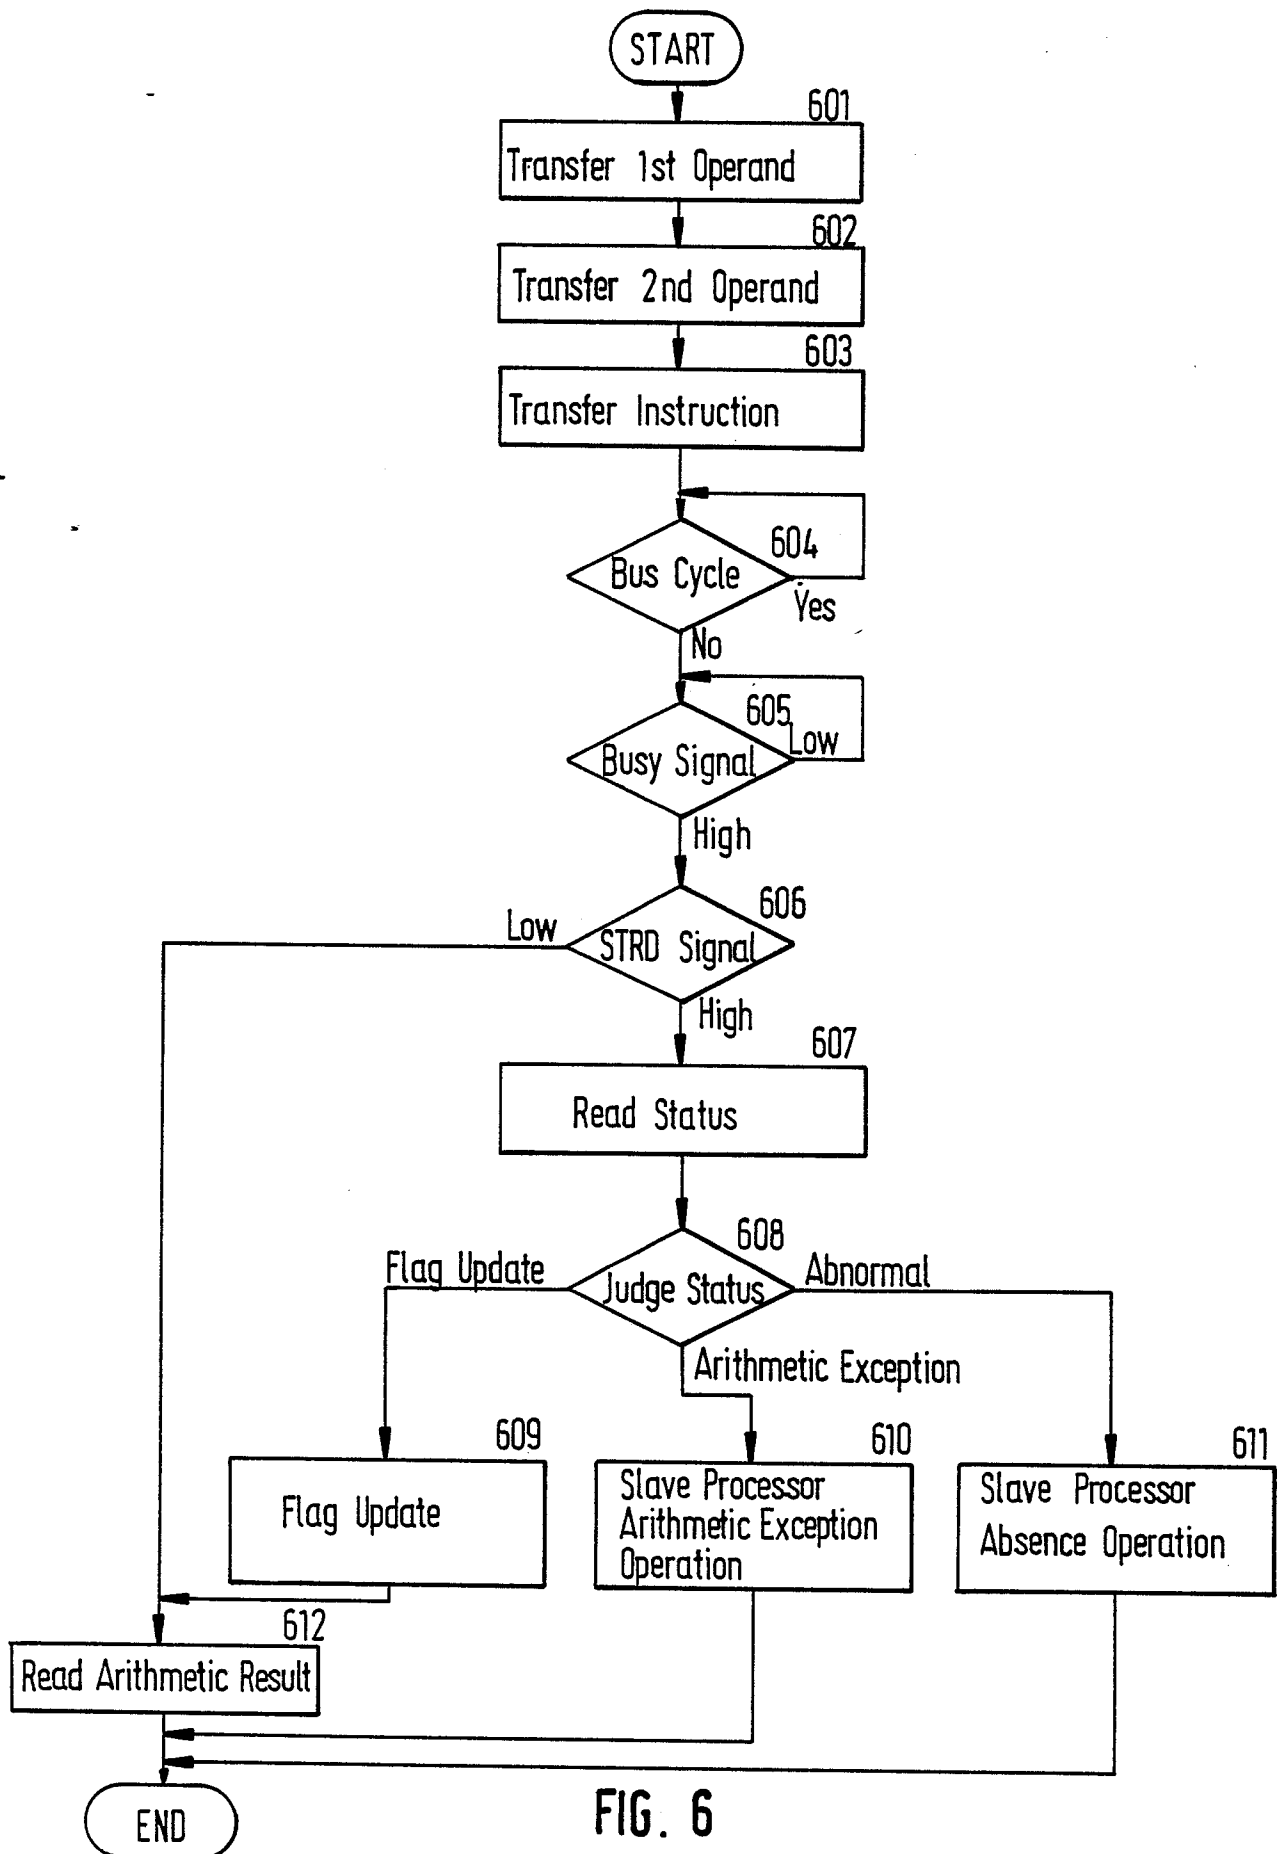 START
601
Transfer 1st Operand
602
Transfer 2nd Operand
603
Transfer Instruction
604
Bus Cycle
Yes
No
605
Low
Busy Signal
High
606
Low
STRD Signal
High
607
Read Status
608
Flag Update
Judge Status
Abnormal
Arithmetic Exception
609
Flag Update
610
Slave Processor
Arithmetic Exception
Operation
611
Slave Processor
Absence Operation
612
Read Arithmetic Result
END
FIG. 6